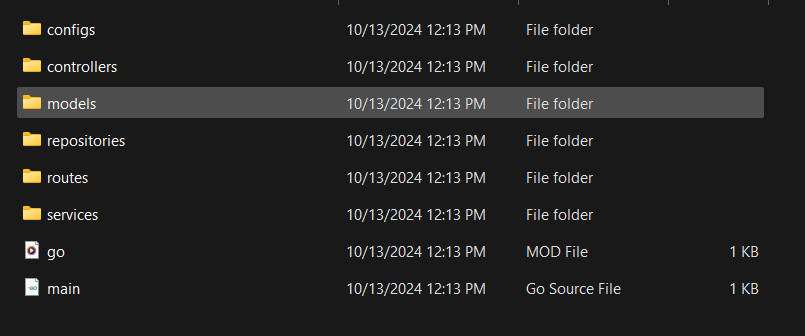 configs 10/13/2024 12:13 PM File folder
controllers 10/13/2024 12:13 PM File folder
models 10/13/2024 12:13 PM File folder
repositories 10/13/2024 12:13 PM File folder
routes 10/13/2024 12:13 PM File folder
services 10/13/2024 12:13 PM File folder
go 10/13/2024 12:13 PM MOD File 1 KB
main 10/13/2024 12:13 PM Go Source File 1 KB